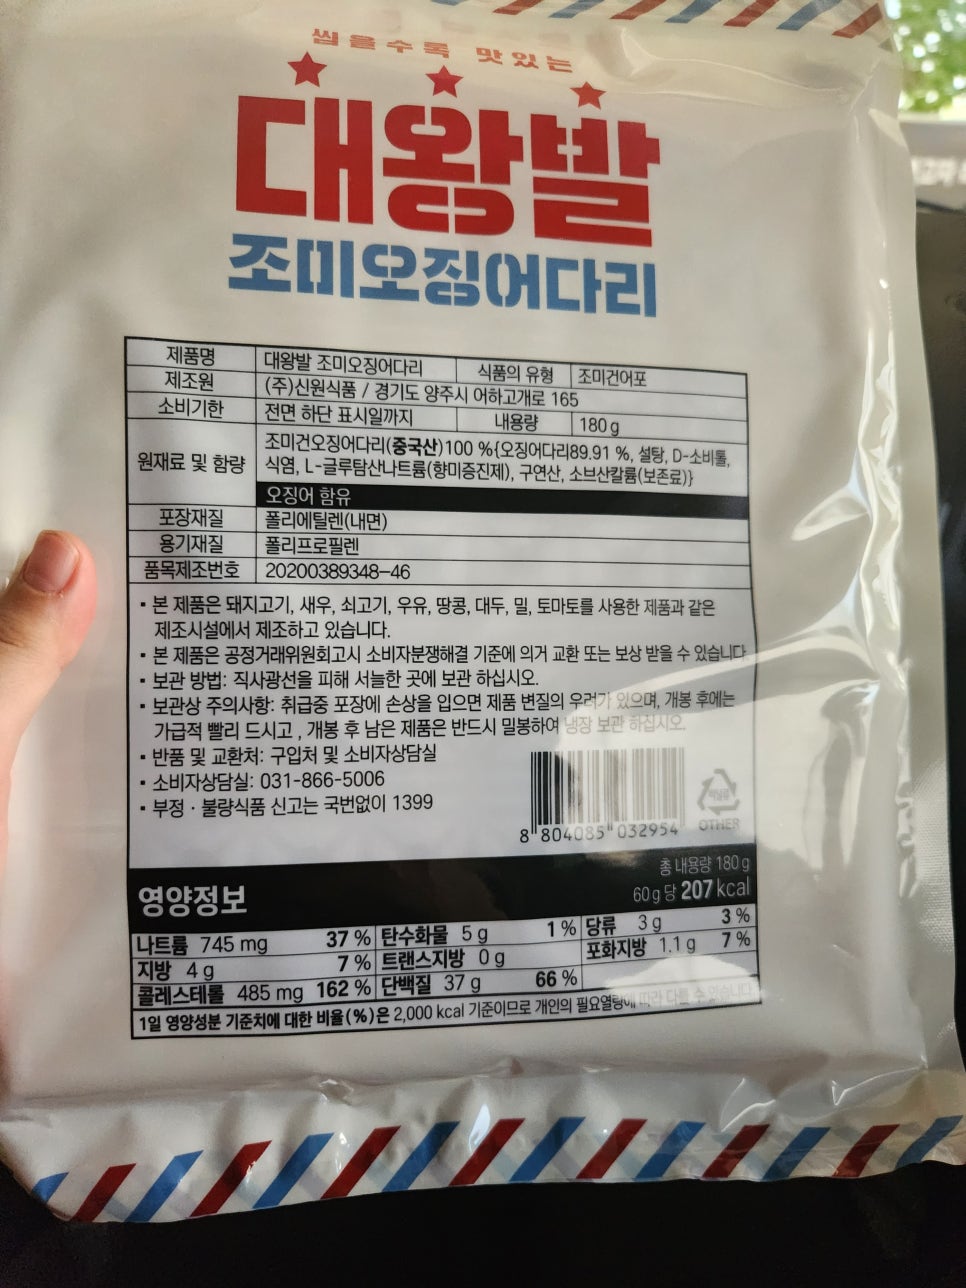 씹을수록 맛있는
대왕발
조미오징어다리
제품명 대왕발 조미오징어다리 식품의 유형 조미건어포
제조원 (주)신원식품 / 경기도 양주시 어하고개로 165
소비기한 전면 하단 표시일까지 내용량 180 g
원재료 및 함량 조미건오징어다리(중국산)100 %{오징어다리89.91 %, 설탕, D-소비톨,
식염, L-글루탐산나트륨(향미증진제), 구연산, 소브산칼륨(보존료)}
오징어 함유
포장재질 폴리에틸렌(내면)
용기재질 폴리프로필렌
품목제조번호 20200389348-46
• 본 제품은 돼지고기, 새우, 쇠고기, 우유, 땅콩, 대두, 밀, 토마토를 사용한 제품과 같은
제조시설에서 제조하고 있습니다.
• 본 제품은 공정거래위원회고시 소비자분쟁해결 기준에 의거 교환 또는 보상 받을 수 있습니다.
• 보관 방법: 직사광선을 피해 서늘한 곳에 보관 하십시오.
• 보관상 주의사항: 취급중 포장에 손상을 입으면 제품 변질의 우려가 있으며, 개봉 후에는
가급적 빨리 드시고, 개봉 후 남은 제품은 반드시 밀봉하여 냉장 보관 하십시오.
• 반품 및 교환처: 구입처 및 소비자상담실
• 소비자상담실: 031-866-5006
• 부정 · 불량식품 신고는 국번없이 1399
8 804085 032954
비닐류
OTHER
영양정보
총 내용량 180 g
60 g 당 207 kcal
나트륨 745 mg 37 % 탄수화물 5 g 1 % 당류 3 g 3 %
지방 4 g 7 % 트랜스지방 0 g 포화지방 1.1 g 7 %
콜레스테롤 485 mg 162 % 단백질 37 g 66 %
1일 영양성분 기준치에 대한 비율(%)은 2,000 kcal 기준이므로 개인의 필요열량에 따라 다를 수 있습니다.